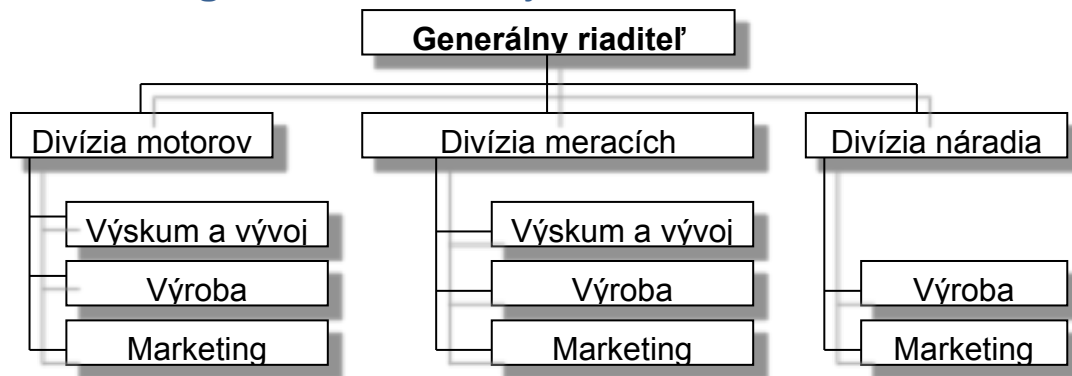 Generálny riaditeľ
Divízia motorov
Divízia meracích
Divízia náradia
Výskum a vývoj
Výskum a vývoj
Výroba
Výroba
Výroba
Marketing
Marketing
Marketing